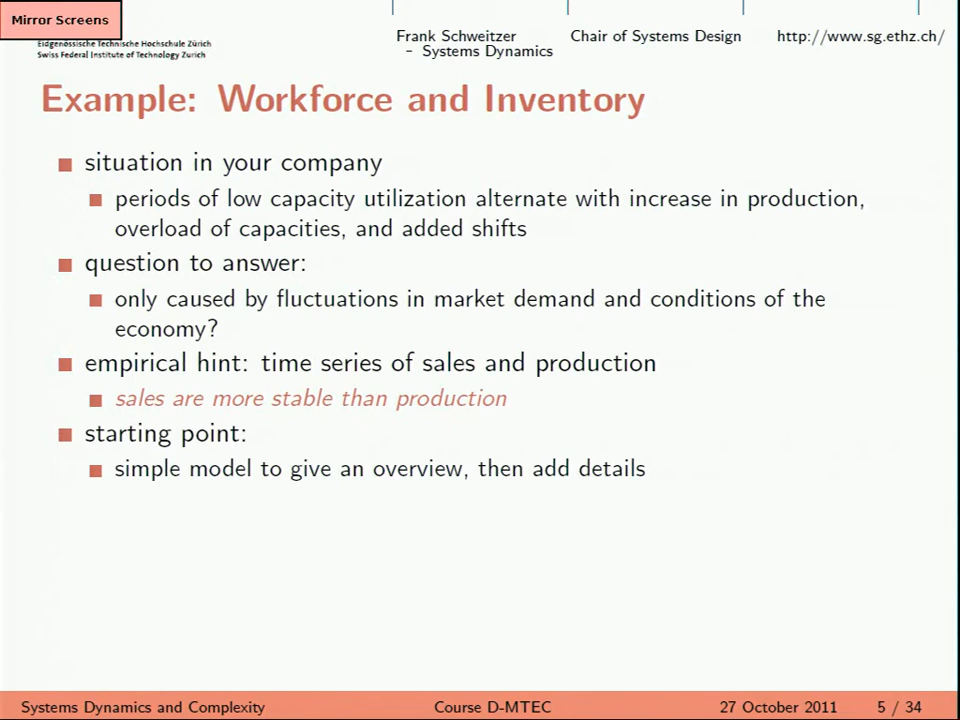 Mirror Screens
Eidgenössische Technische Hochschule Zürich
Swiss Federal Institute of Technology Zurich
Frank Schweitzer
– Systems Dynamics
Chair of Systems Design
http://www.sg.ethz.ch/
Example: Workforce and Inventory
situation in your company
periods of low capacity utilization alternate with increase in production,
overload of capacities, and added shifts
question to answer:
only caused by fluctuations in market demand and conditions of the
economy?
empirical hint: time series of sales and production
sales are more stable than production
starting point:
simple model to give an overview, then add details
Systems Dynamics and Complexity
Course D-MTEC
27 October 2011
5 / 34